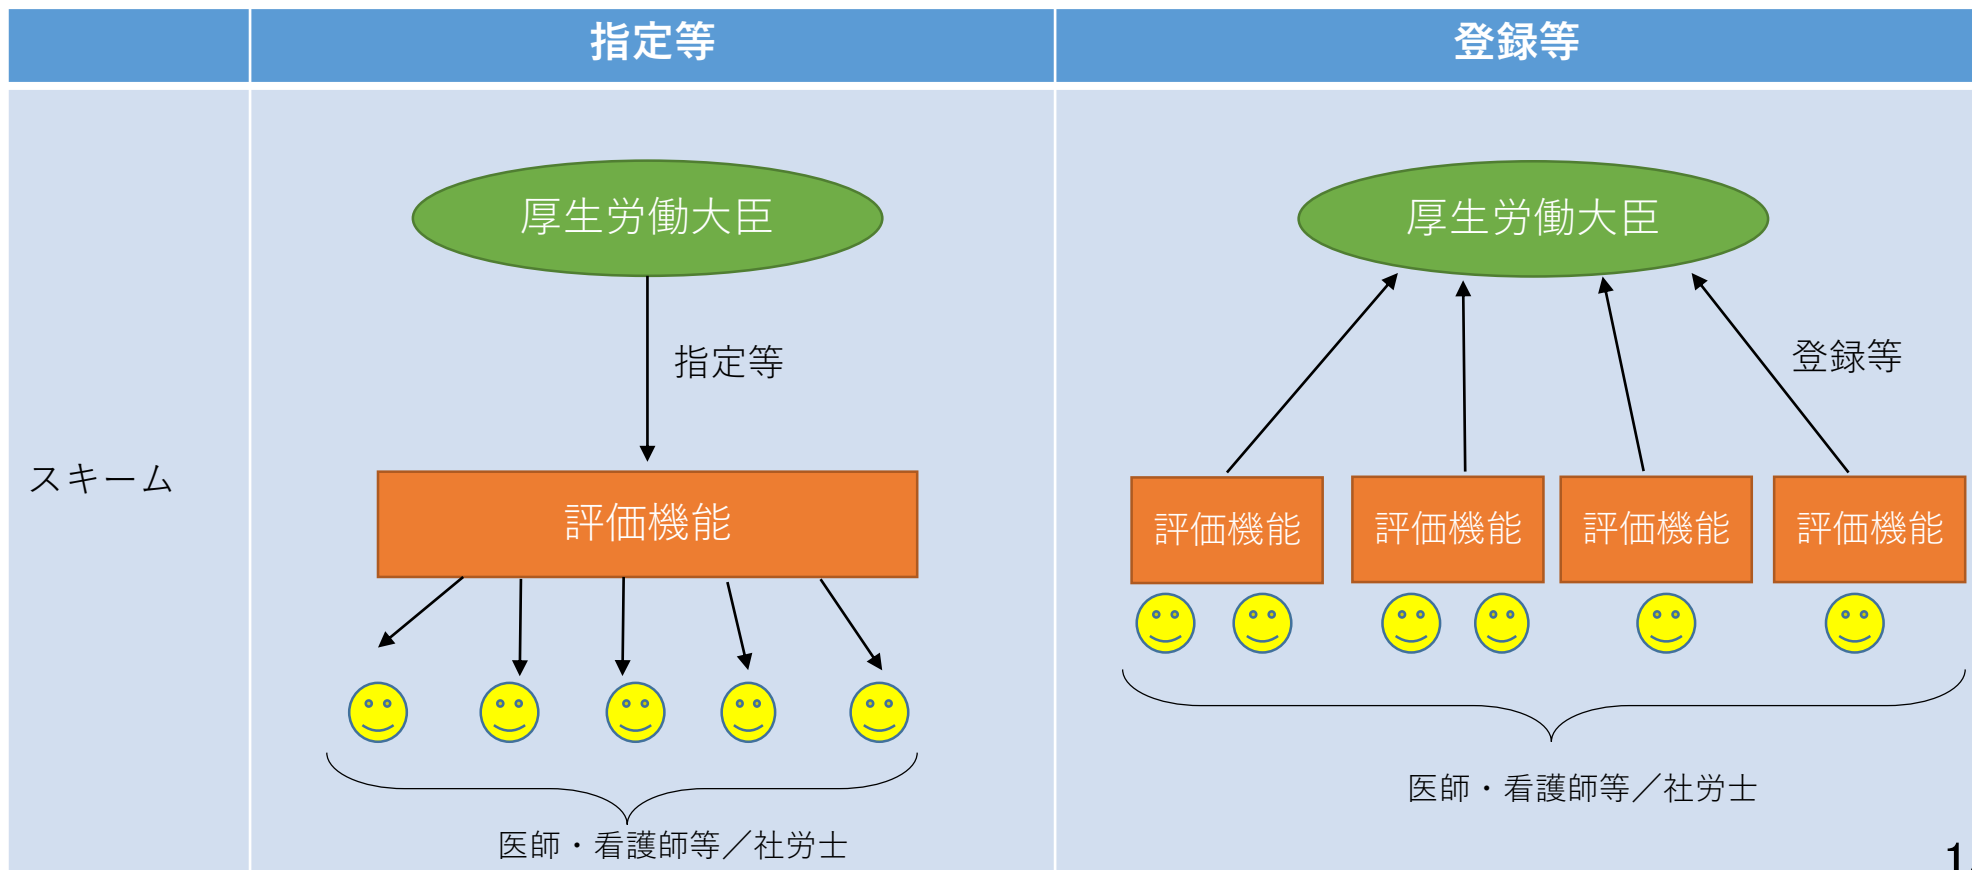 指定等
登録等
スキーム
厚生労働大臣
指定等
評価機能
医師・看護師等／社労士
厚生労働大臣
登録等
評価機能
評価機能
評価機能
評価機能
医師・看護師等／社労士